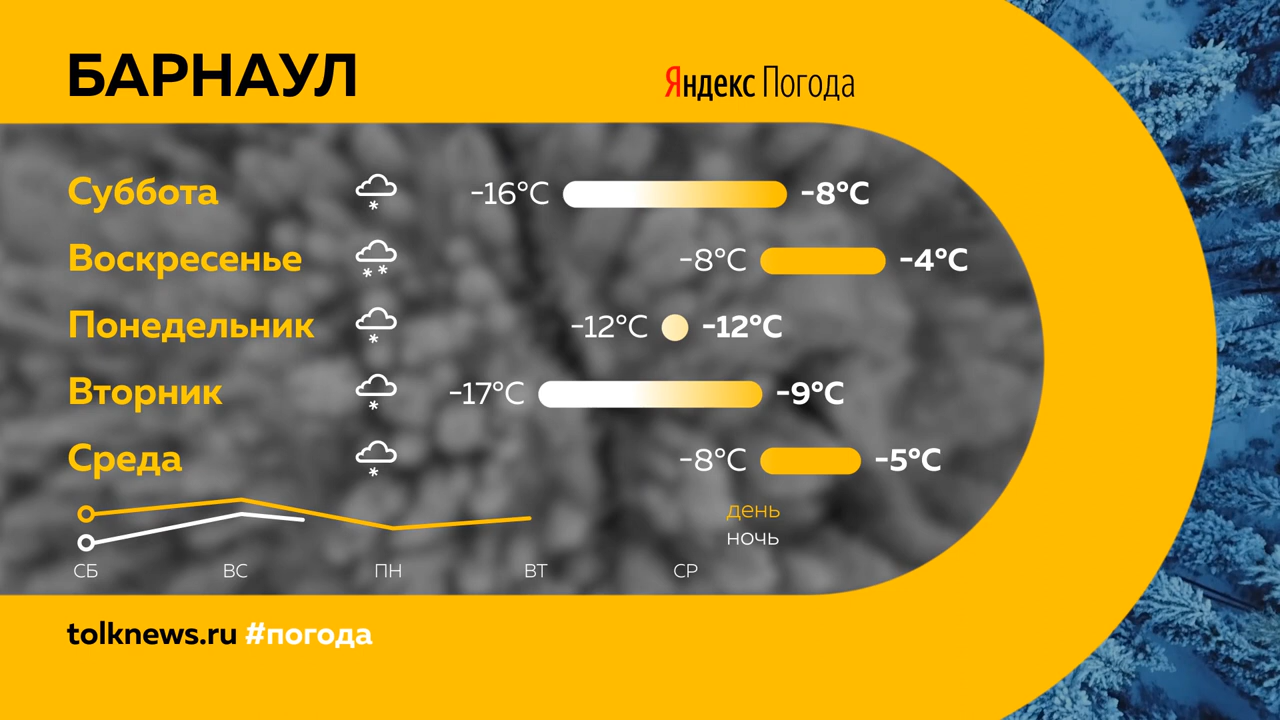 БАРНАУЛ
Яндекс Погода
Суббота -16°C -8°C
Воскресенье -8°C -4°C
Понедельник -12°C -12°C
Вторник -17°C -9°C
Среда -8°C -5°C
день
ночь
СБ ВС ПН ВТ СР
tolknews.ru #погода